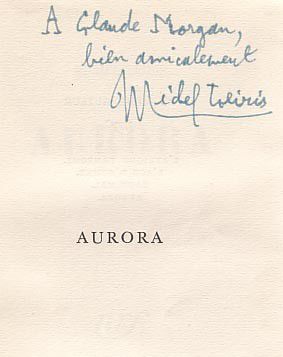 A Claude Morgan,
bien amicalement
Michel Leiris
AURORA